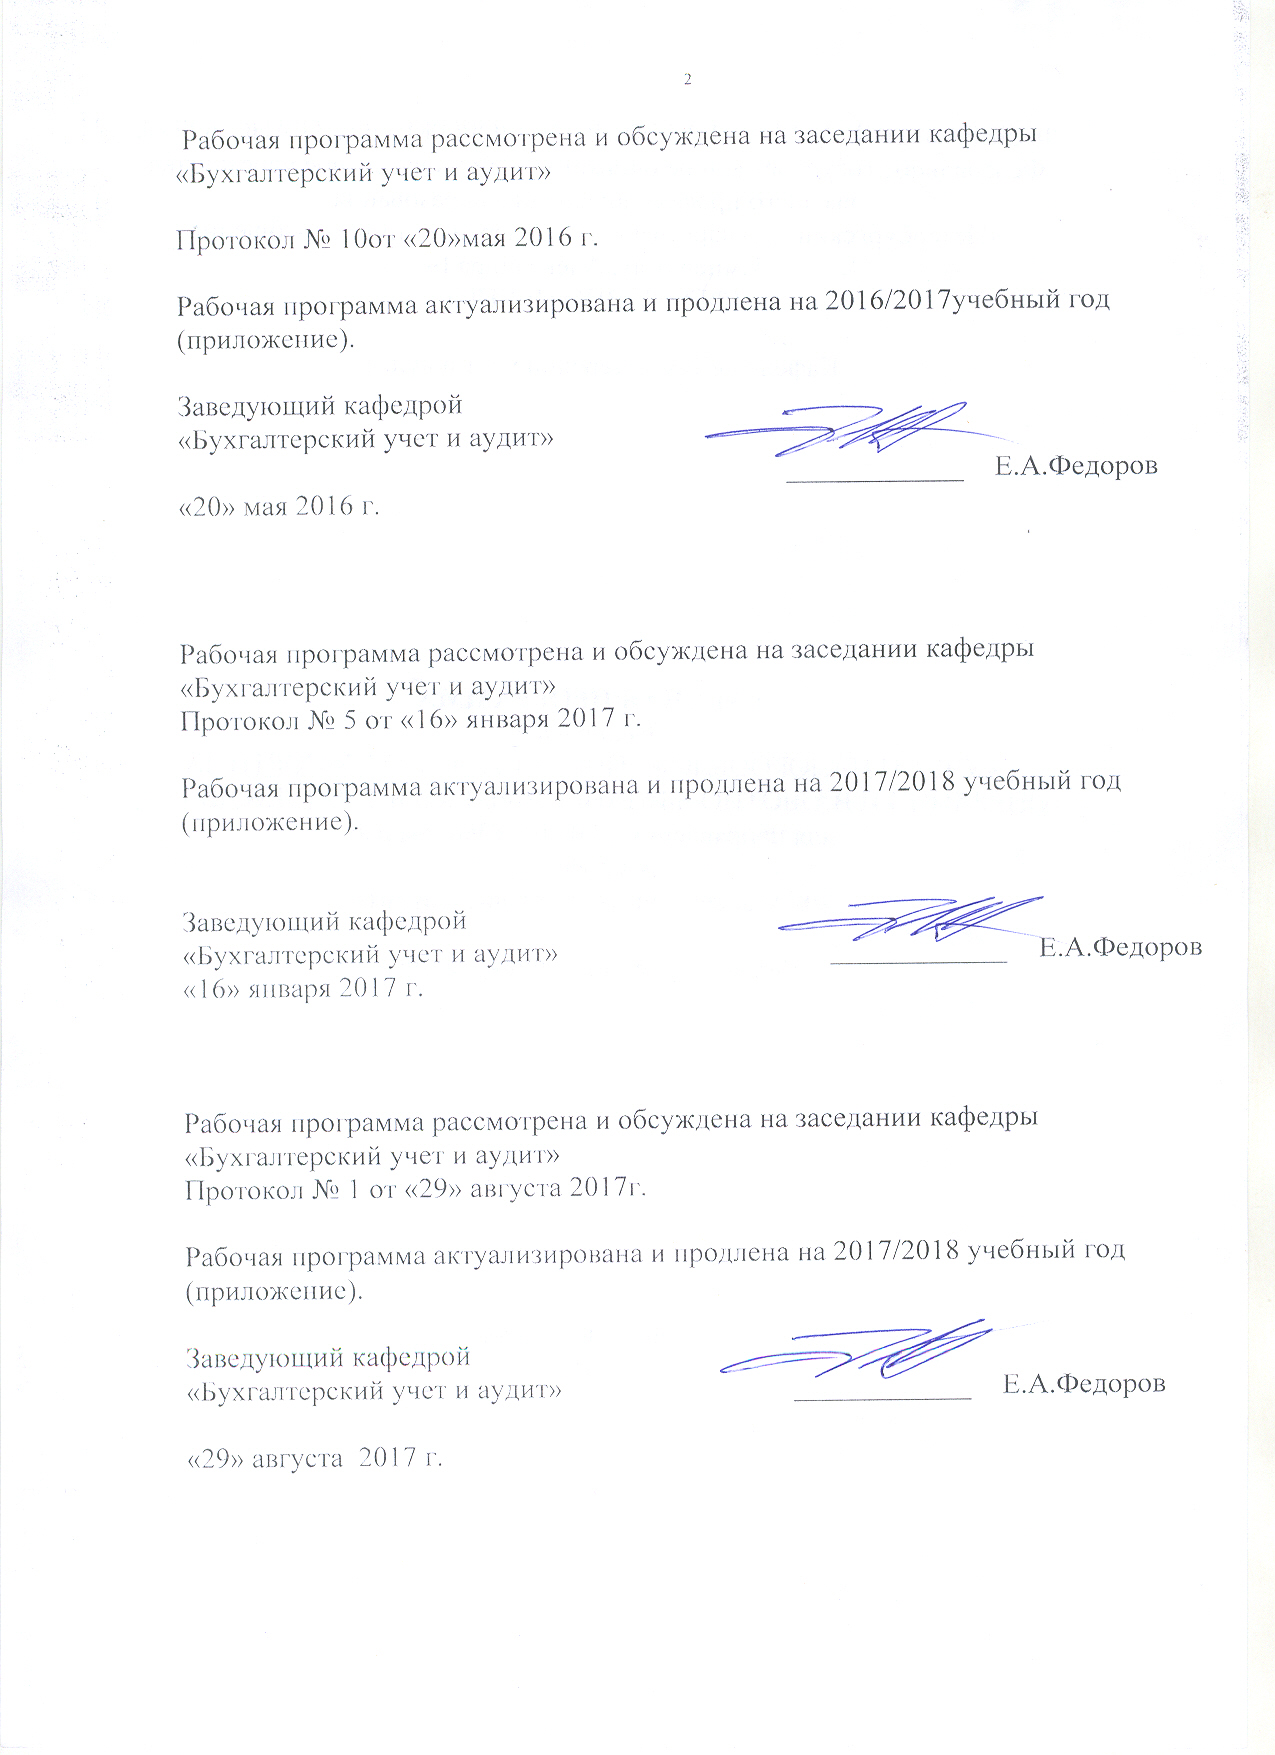 2
Рабочая программа рассмотрена и обсуждена на заседании кафедры
«Бухгалтерский учет и аудит»
Протокол № 10от «20»мая 2016 г.
Рабочая программа актуализирована и продлена на 2016/2017учебный год
(приложение).
Заведующий кафедрой
«Бухгалтерский учет и аудит»
Е.А.Федоров
«20» мая 2016 г.
Рабочая программа рассмотрена и обсуждена на заседании кафедры
«Бухгалтерский учет и аудит»
Протокол № 5 от «16» января 2017 г.
Рабочая программа актуализирована и продлена на 2017/2018 учебный год
(приложение).
Заведующий кафедрой
«Бухгалтерский учет и аудит» Е.А.Федоров
«16» января 2017 г.
Рабочая программа рассмотрена и обсуждена на заседании кафедры
«Бухгалтерский учет и аудит»
Протокол № 1 от «29» августа 2017г.
Рабочая программа актуализирована и продлена на 2017/2018 учебный год
(приложение).
Заведующий кафедрой
«Бухгалтерский учет и аудит» Е.А.Федоров
«29» августа 2017 г.